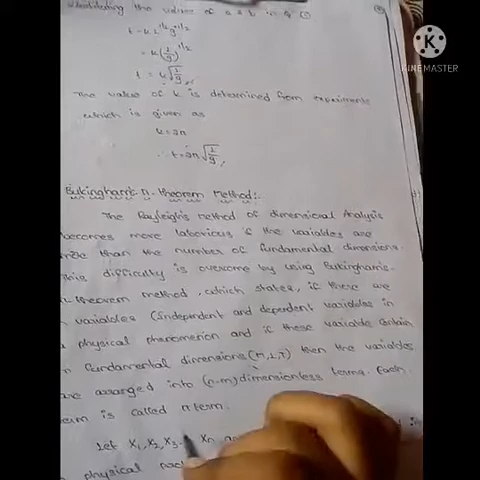 Substituting the values of a & b in eq ①
t = K L^1/2 g^-1/2
= K (L/g)^1/2
t = K√L/g
The value of K is determined from experiments
which is given as
K = 2π
∴ t = 2π√L/g
Bukingham's π-theorem Method:-
The Rayleigh's method of dimensional Analysis
becomes more laborious if the variables are
more than the number of fundamental dimensions.
This difficulty is overcome by using Bukingham's
π theorem method, which states, if there are
n variables (Independent and dependent variables in
a physical phenomenon and if these variable contain
m fundamental dimensions (M,L,T) then the variables
are arranged into (n-m) dimensionless terms. Each
term is called π term.
Let X1, X2, X3.. Xn
physical
KINEMASTER